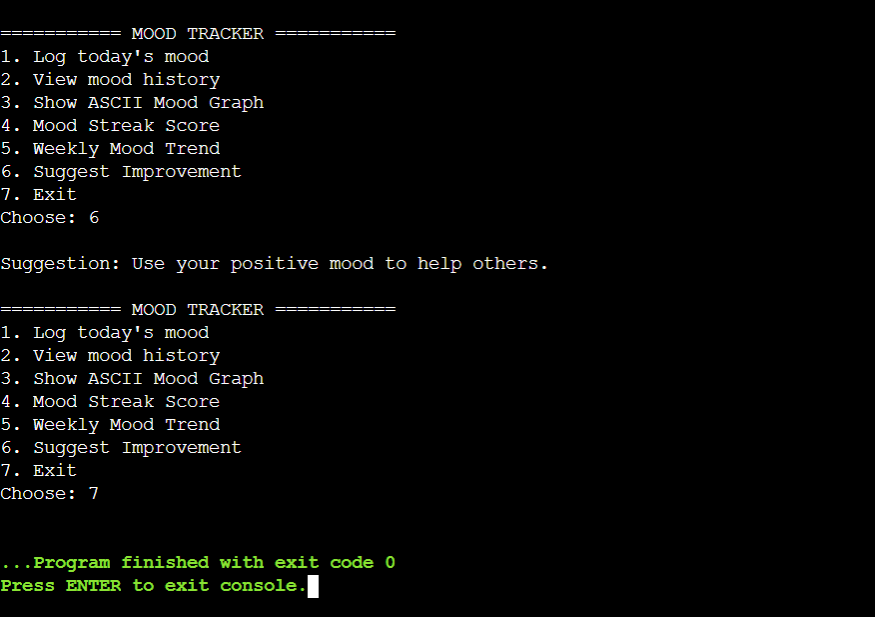 =========== MOOD TRACKER ===========
1. Log today's mood
2. View mood history
3. Show ASCII Mood Graph
4. Mood Streak Score
5. Weekly Mood Trend
6. Suggest Improvement
7. Exit
Choose: 6
Suggestion: Use your positive mood to help others.
=========== MOOD TRACKER ===========
1. Log today's mood
2. View mood history
3. Show ASCII Mood Graph
4. Mood Streak Score
5. Weekly Mood Trend
6. Suggest Improvement
7. Exit
Choose: 7
...Program finished with exit code 0
Press ENTER to exit console.